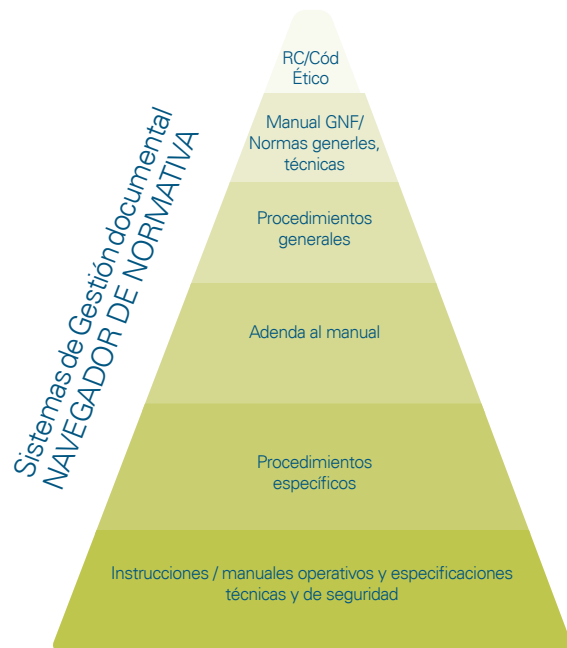 Sistemas de Gestión documental
NAVEGADOR DE NORMATIVA
RC/Cód
Ético
Manual GNF/
Normas generles,
técnicas
Procedimientos
generales
Adenda al manual
Procedimientos
específicos
Instrucciones / manuales operativos y especificaciones
técnicas y de seguridad